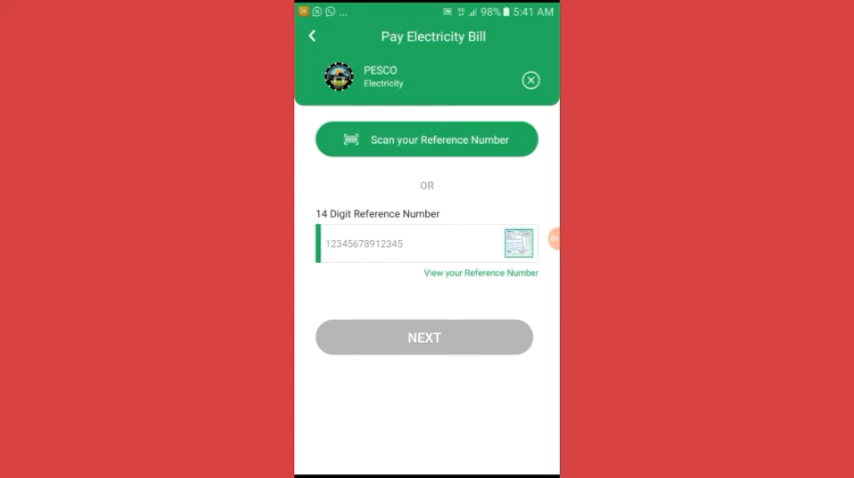 ... 98% 5:41 AM
Pay Electricity Bill
PESCO
Electricity
Scan your Reference Number
OR
14 Digit Reference Number
12345678912345
View your Reference Number
NEXT